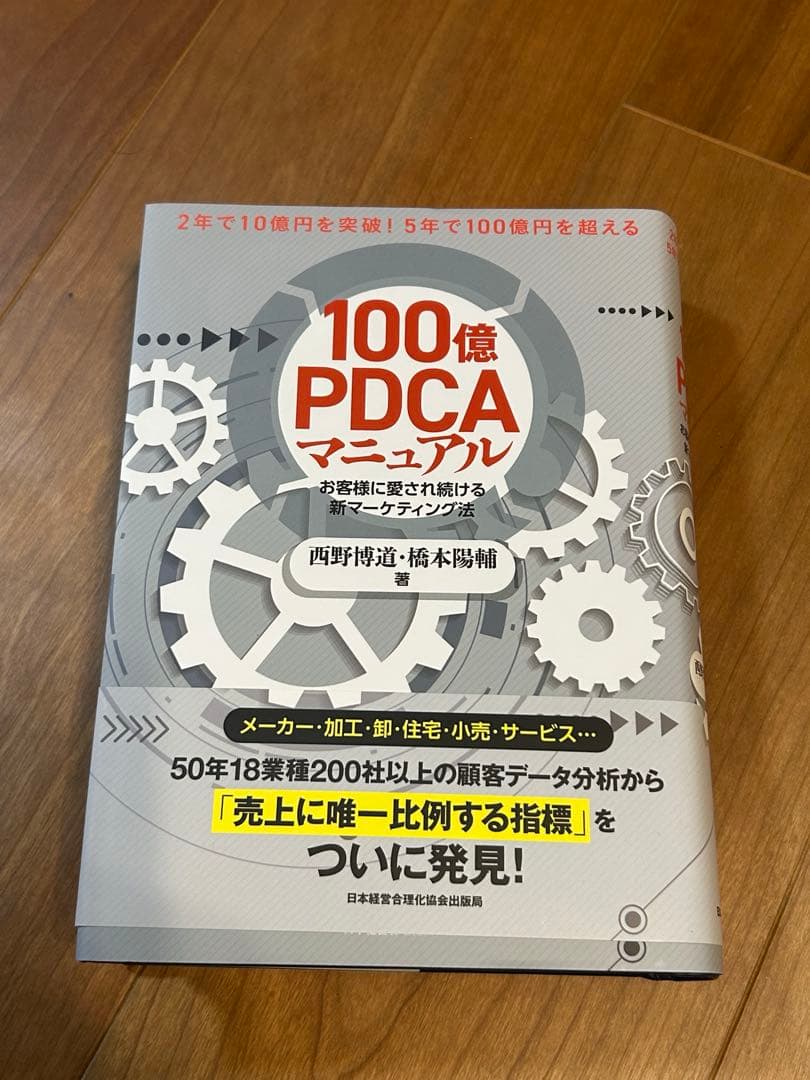 2年で10億円を突破！5年で100億円を超える
100億
PDCA
マニュアル
お客様に愛され続ける
新マーケティング法
西野博道・橋本陽輔
著
メーカー・加工・卸・住宅・小売・サービス…
50年18業種200社以上の顧客データ分析から
「売上に唯一比例する指標」を
ついに発見！
日本経営合理化協会出版局